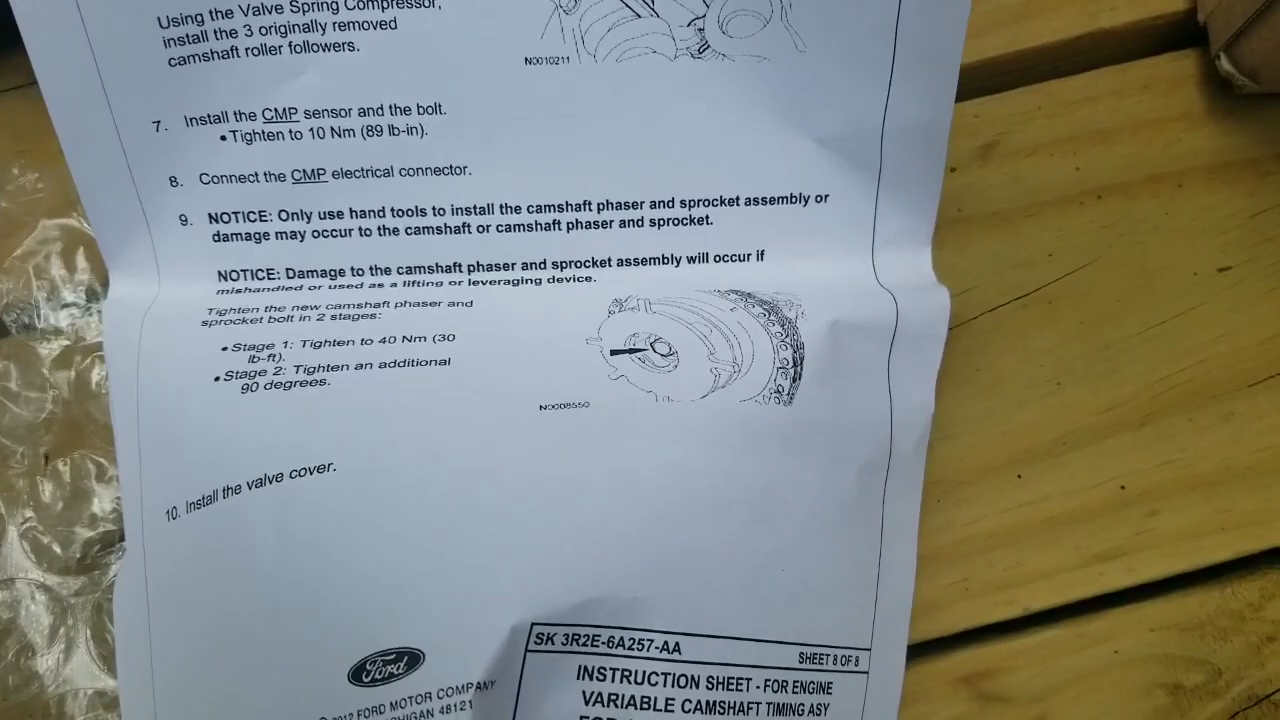 Using the Valve Spring Compressor,
install the 3 originally removed
camshaft roller followers.
N0010211
7. Install the CMP sensor and the bolt.
• Tighten to 10 Nm (89 lb-in).
8. Connect the CMP electrical connector.
9. NOTICE: Only use hand tools to install the camshaft phaser and sprocket assembly or
damage may occur to the camshaft or camshaft phaser and sprocket.
NOTICE: Damage to the camshaft phaser and sprocket assembly will occur if
mishandled or used as a lifting or leveraging device.
Tighten the new camshaft phaser and
sprocket bolt in 2 stages:
• Stage 1: Tighten to 40 Nm (30
lb-ft).
• Stage 2: Tighten an additional
90 degrees.
N0008550
10. Install the valve cover.
Ford
2012 FORD MOTOR COMPANY
48121
SK 3R2E-6A257-AA
SHEET 8 OF 8
INSTRUCTION SHEET - FOR ENGINE
VARIABLE CAMSHAFT TIMING ASY